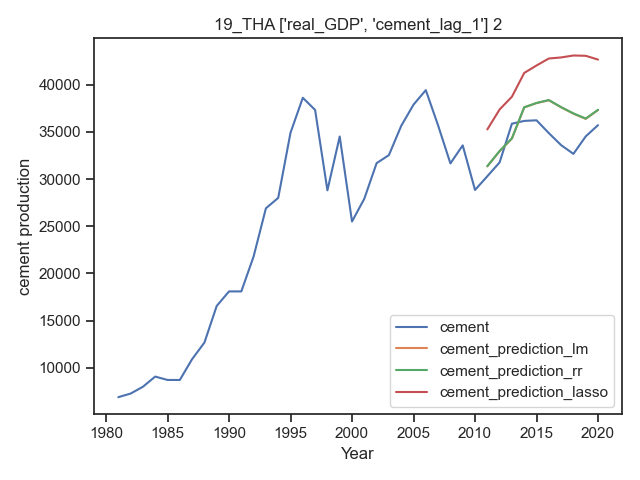 19_THA ['real_GDP', 'cement_lag_1'] 2
cement production
40000
35000
30000
25000
20000
15000
10000
cement
cement_prediction_lm
cement_prediction_rr
cement_prediction_lasso
1980 1985 1990 1995 2000 2005 2010 2015 2020
Year